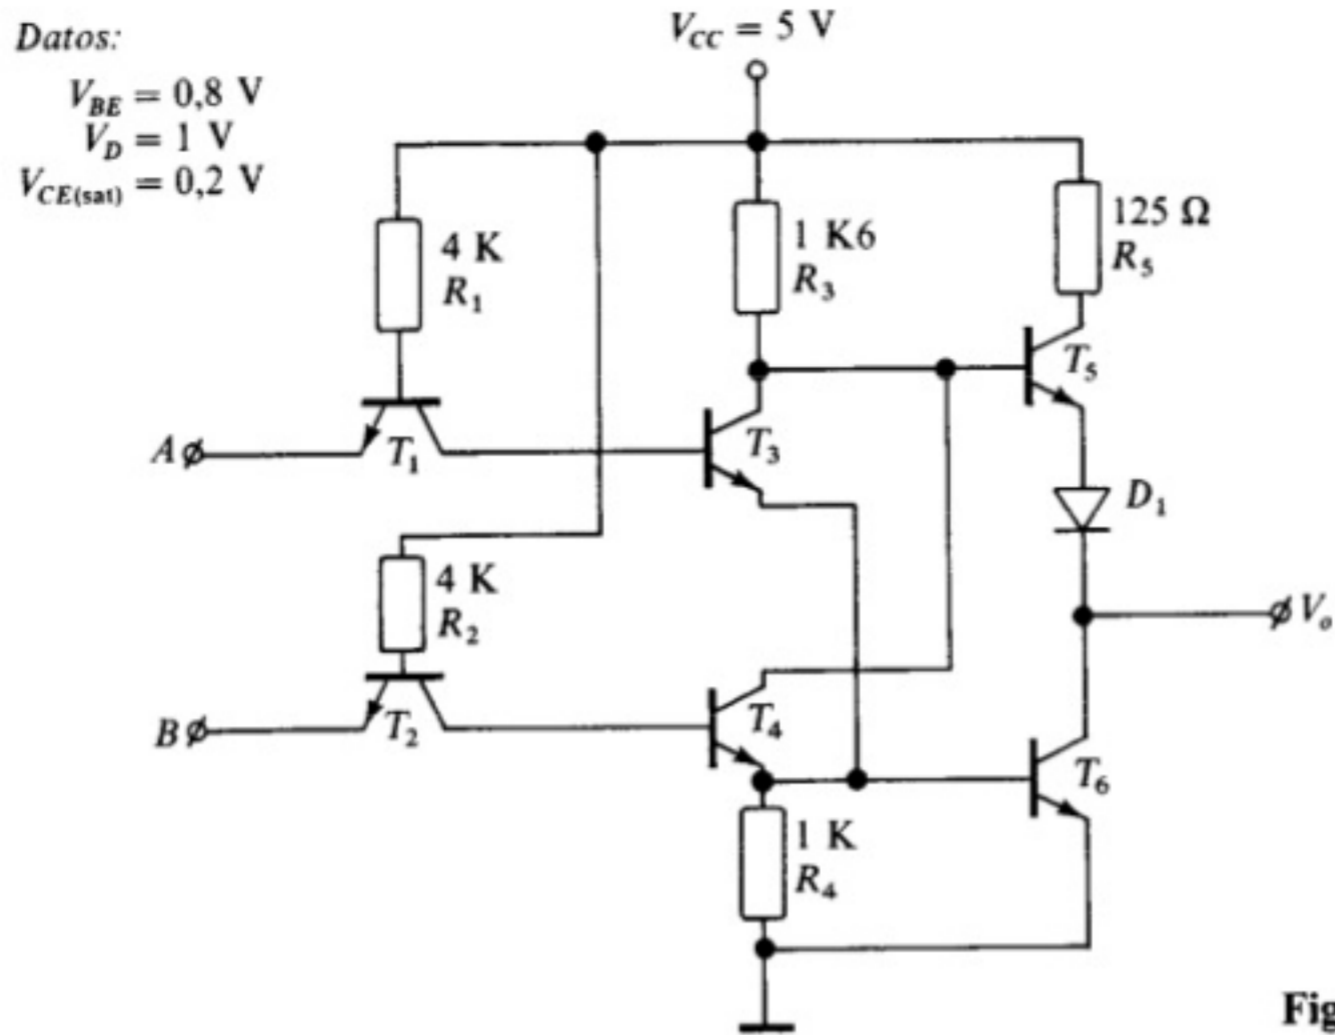 Datos:
V_BE = 0,8 V
V_D = 1 V
V_CE(sat) = 0,2 V
V_CC = 5 V
4 K
R_1
1 K6
R_3
125 Ω
R_5
T_5
A
T_1
T_3
D_1
4 K
R_2
V_o
B
T_2
T_4
T_6
1 K
R_4
Fig